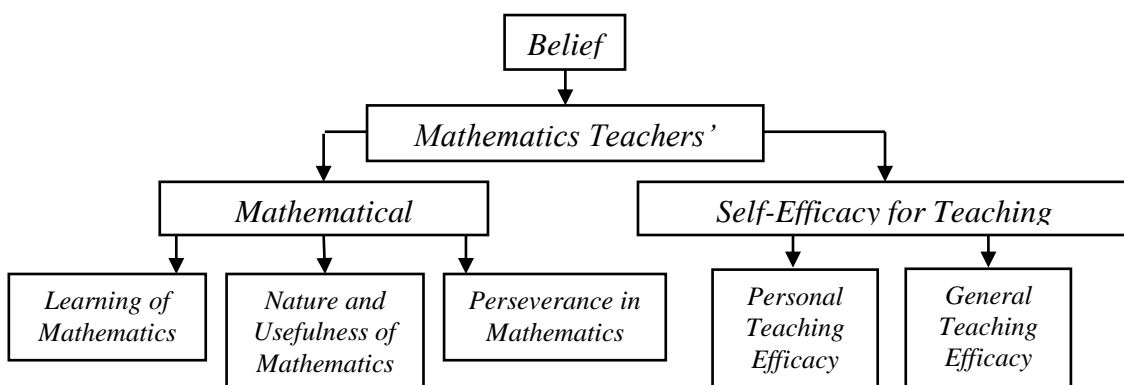 Belief
Mathematics Teachers’
Mathematical
Self-Efficacy for Teaching
Learning of
Mathematics
Nature and
Usefulness of
Mathematics
Perseverance in
Mathematics
Personal
Teaching
Efficacy
General
Teaching
Efficacy